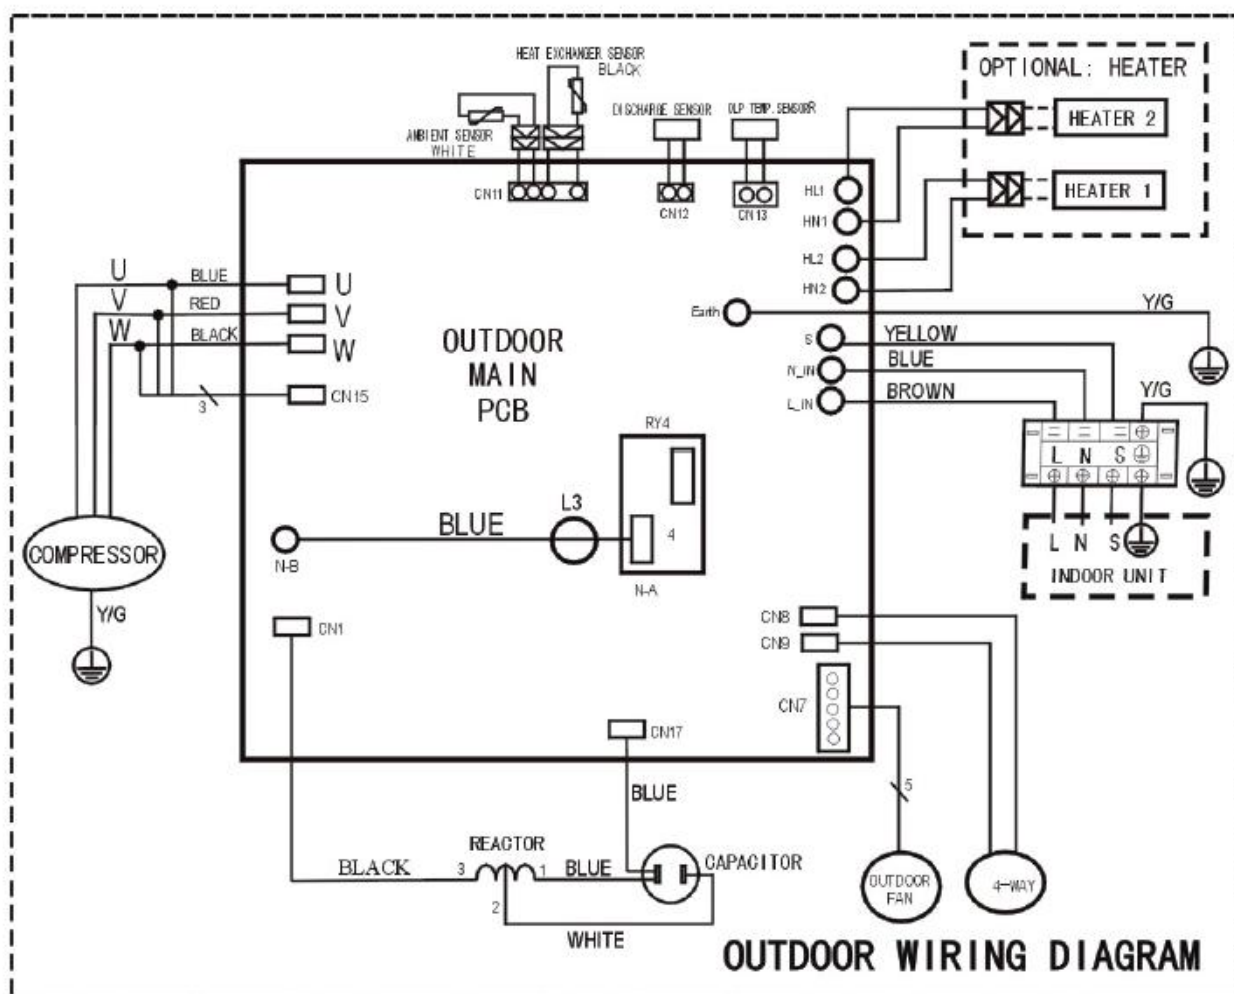 HEAT EXCHANGER SENSOR
BLACK
OPTIONAL: HEATER
DISCHARGE SENSOR
OLP TEMP.SENSOR
HEATER 2
AMBIENT SENSOR
WHITE
CN11
CN12
CN13
HL1
HEATER 1
HN1
HL2
HN2
U
BLUE
U
V
RED
V
W
BLACK
W
Earth
Y/G
OUTDOOR
MAIN
PCB
S
YELLOW
N_IN
BLUE
L_IN
BROWN
Y/G
3
CN15
RY4
L N S
L3
BLUE
4
N-B
N-A
L N S
INDOOR UNIT
COMPRESSOR
Y/G
CN1
CN8
CN9
CN7
CN17
BLUE
5
REACTOR
BLACK
3
1
BLUE
CAPACITOR
2
WHITE
OUTDOOR
FAN
4-WAY
OUTDOOR WIRING DIAGRAM